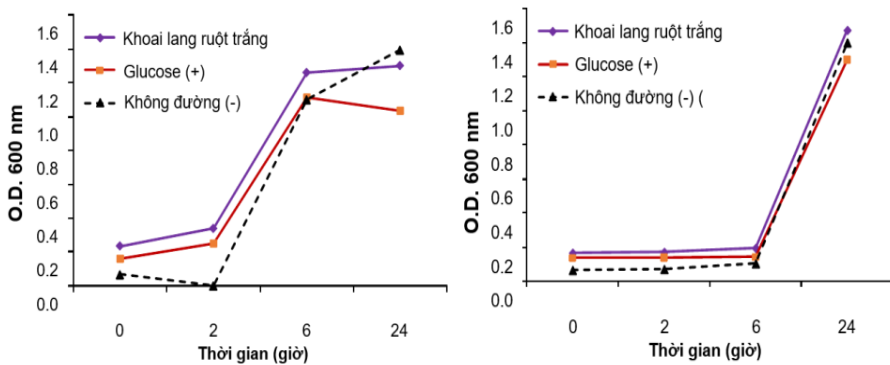 1.6
1.4
1.2
1.0
0.8
0.6
0.4
0.2
0.0
O.D. 600 nm
Khoai lang ruột trắng
Glucose (+)
Không đường (-)
0 2 6 24
Thời gian (giờ)
1.6
1.4
1.2
1.0
0.8
0.6
0.4
0.2
0.0
O.D. 600 nm
Khoai lang ruột trắng
Glucose (+)
Không đường (-) (
0 2 6 24
Thời gian (giờ)